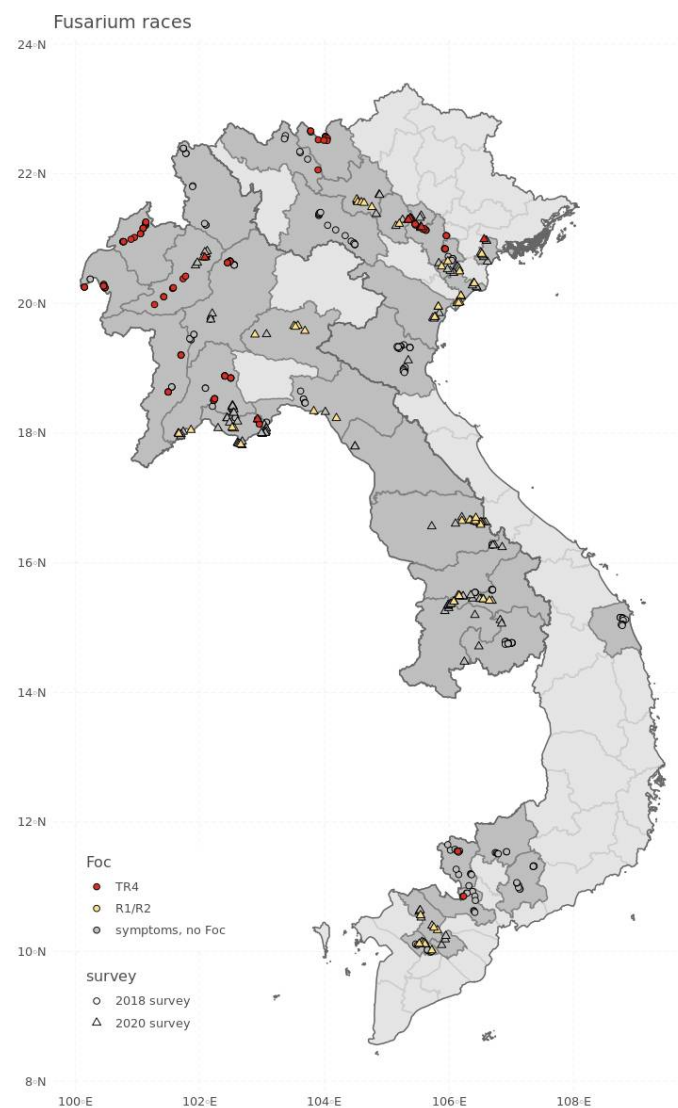 Fusarium races
24°N
22°N
20°N
18°N
16°N
14°N
12°N
10°N
8°N
Foc
TR4
R1/R2
symptoms, no Foc
survey
2018 survey
2020 survey
100°E 102°E 104°E 106°E 108°E